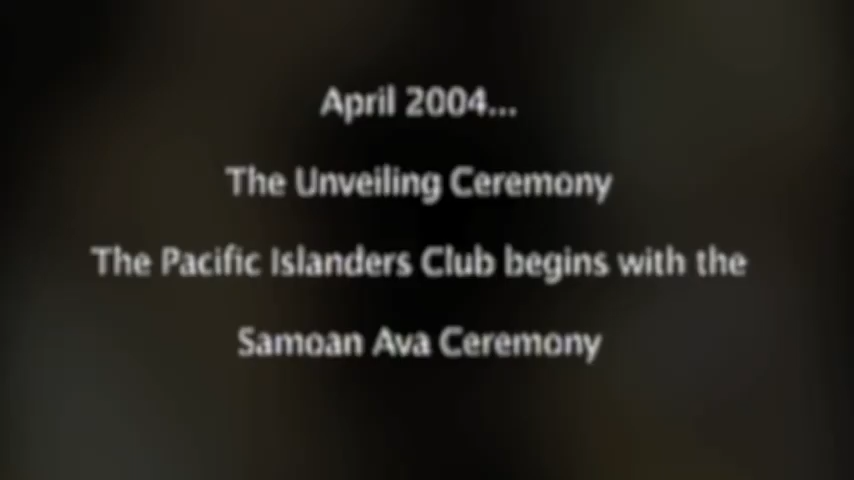 April 2004...
The Unveiling Ceremony
The Pacific Islanders Club begins with the
Samoan Ava Ceremony